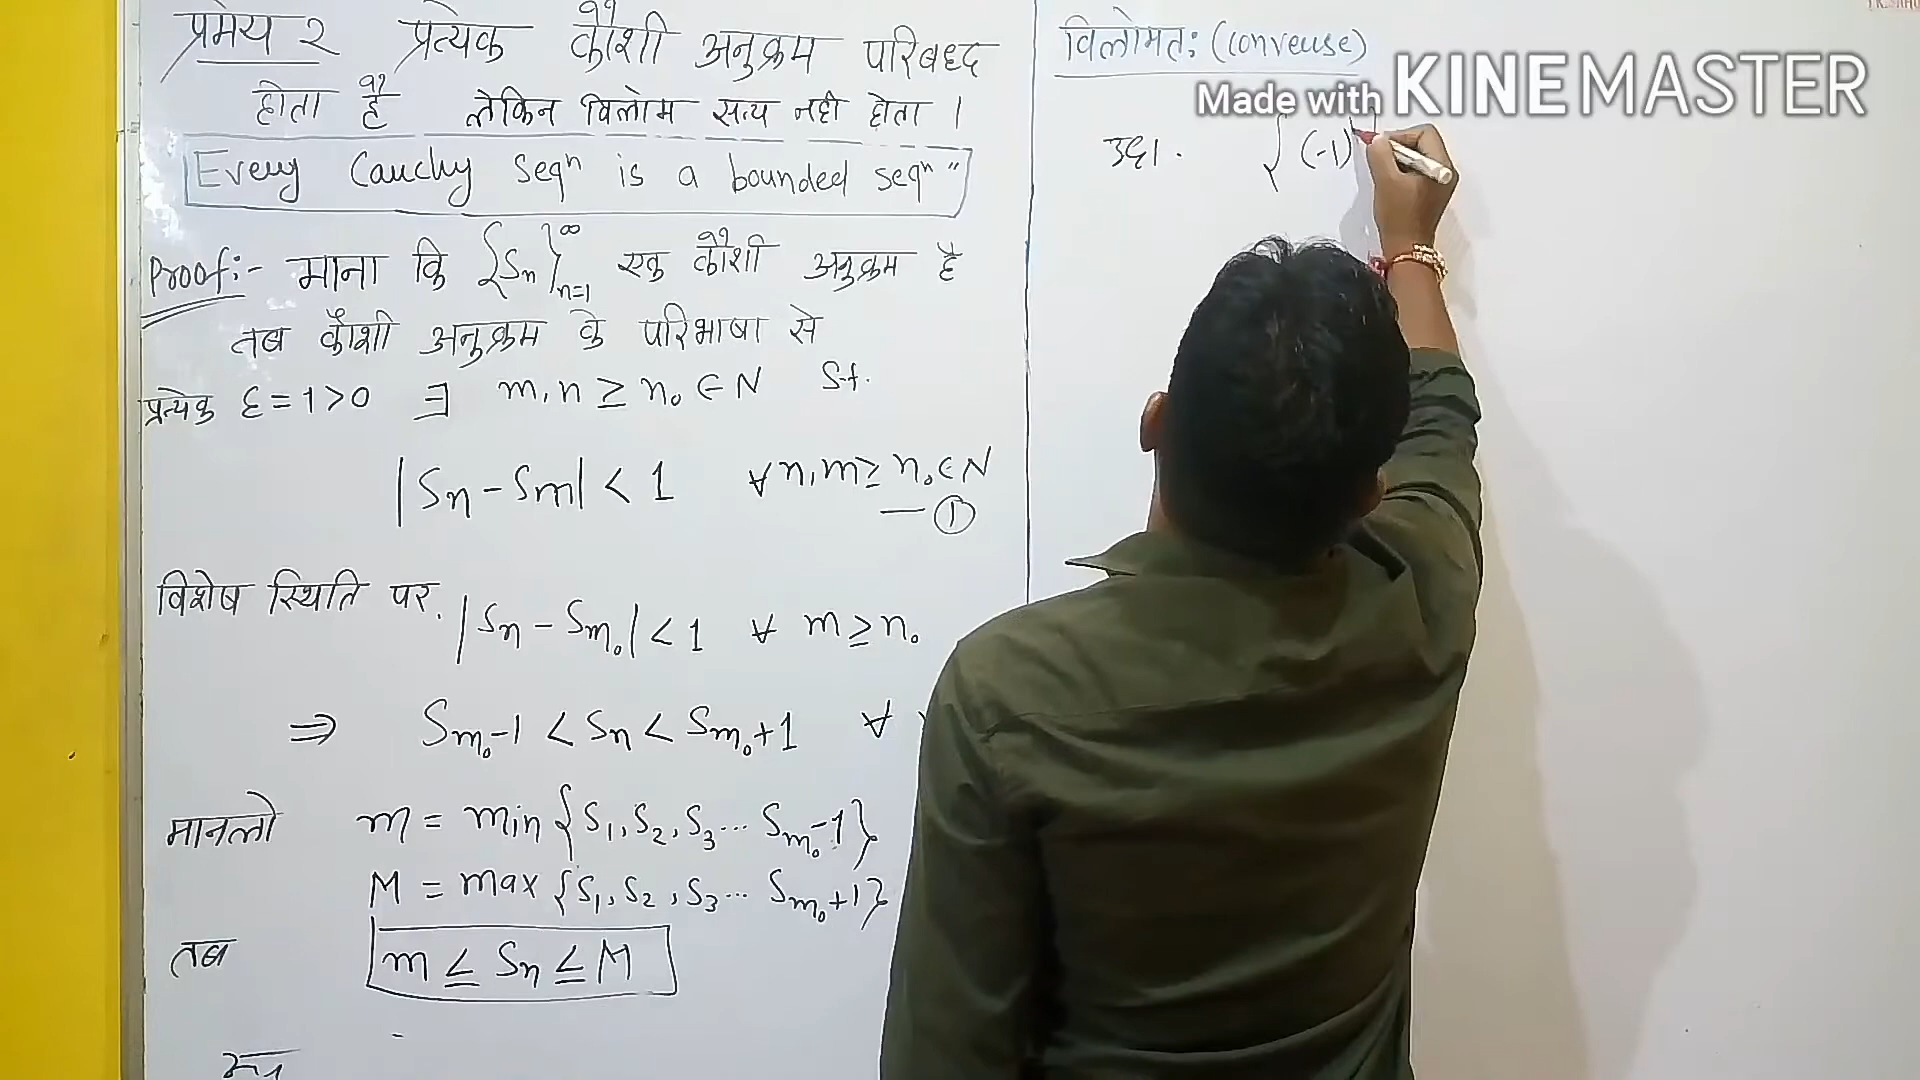 प्रमेय २ प्रत्येक कौशी अनुक्रम परिबध्द
होता है लेकिन विलोम सत्य नही होता ।
Every Cauchy seqⁿ is a bounded seqⁿ "
Proof:- माना कि {Sn}∞n=1 एक कौशी अनुक्रम है
तब कौशी अनुक्रम के परिभाषा से
प्रत्येक ε = 1 > 0 ∃ m, n ≥ n₀ ∈ N S.t.
|Sn - Sm| < 1 ∀ n, m ≥ n₀ ∈ N
— ①
विशेष स्थिति पर.
|Sn - Sm₀| < 1 ∀ m ≥ n₀
⇒ Sm₀-1 < Sn < Sm₀+1 ∀
मानलो m = min {S₁, S₂, S₃... Sm₀-1}
M = max {S₁, S₂, S₃... Sm₀+1}
तब m ≤ Sn ≤ M
विलोमतः (converse)
Made with KINEMASTER
उदा. {(-1)